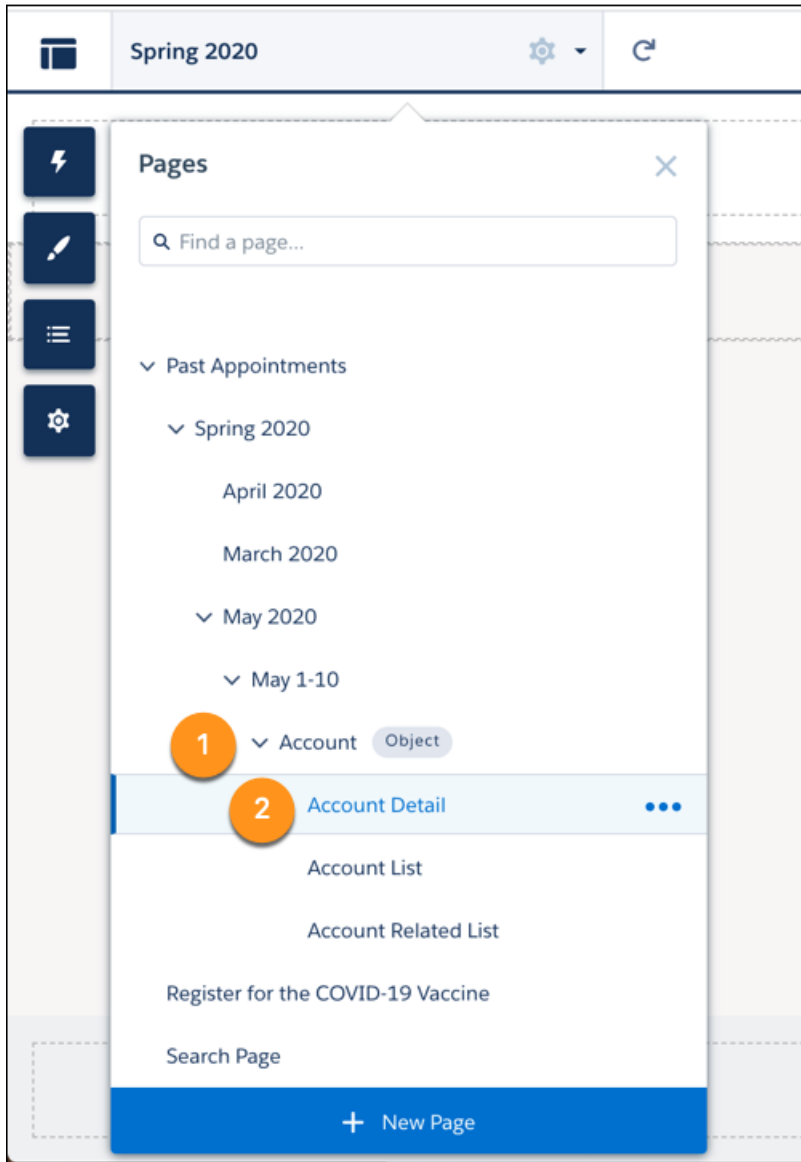 Spring 2020
Pages
Find a page...
Past Appointments
Spring 2020
April 2020
March 2020
May 2020
May 1-10
1 Account Object
2 Account Detail
Account List
Account Related List
Register for the COVID-19 Vaccine
Search Page
+ New Page